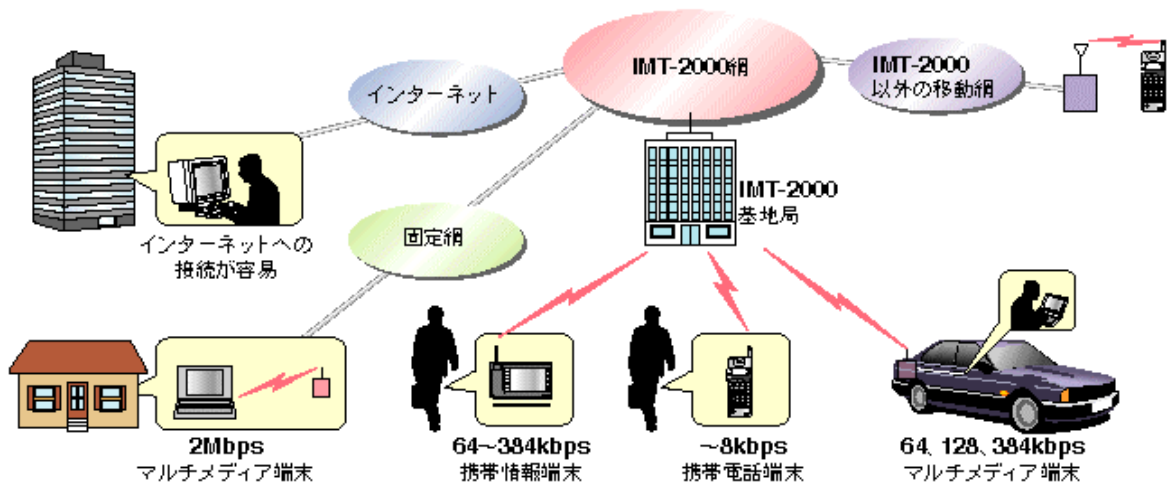 IMT-2000網
インターネット
IMT-2000
以外の移動網
IMT-2000
基地局
固定網
インターネットへの
接続が容易
2Mbps
マルチメディア端末
64～384kbps
携帯情報端末
～8kbps
携帯電話端末
64、128、384kbps
マルチメディア端末